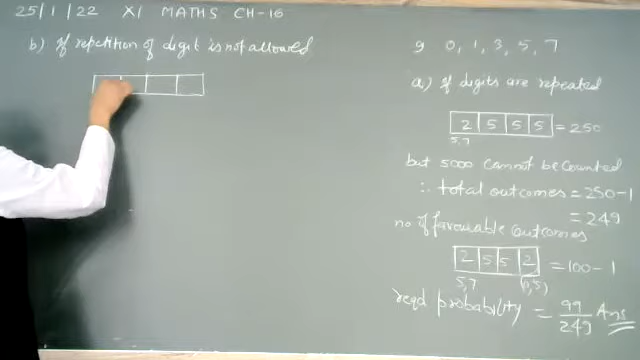 25/1/22 XI MATHS CH-16
b) If repetition of digit is not allowed
9 0, 1, 3, 5, 7
a) If digits are repeated
2 5 5 5 = 250
5,7
but 5000 cannot be counted
∴ total outcomes = 250-1
= 249
no of favourable outcomes
2 5 5 2 = 100-1
5,7 (0,5)
reqd probability = 99/249 Ans